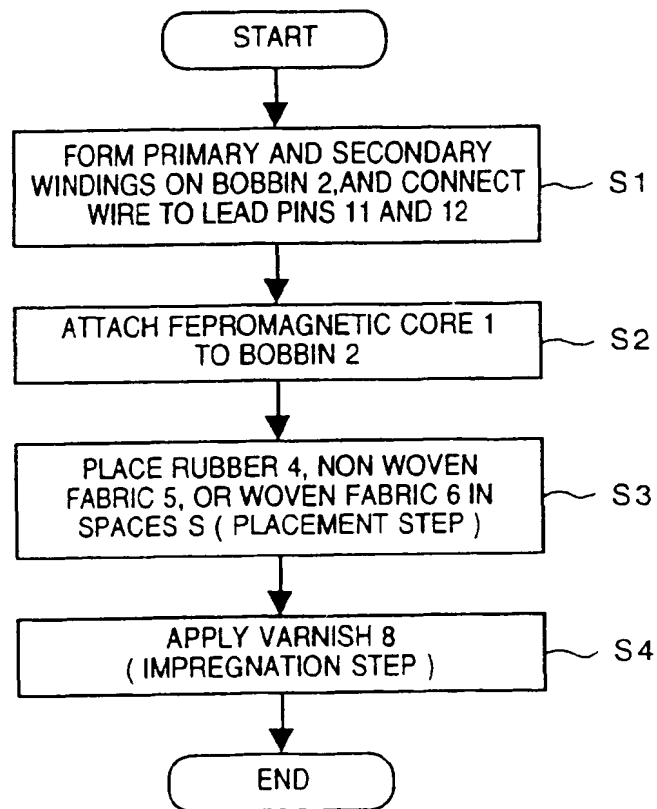 START
FORM PRIMARY AND SECONDARY
WINDINGS ON BOBBIN 2,AND CONNECT
WIRE TO LEAD PINS 11 AND 12
S1
ATTACH FEPROMAGNETIC CORE 1
TO BOBBIN 2
S2
PLACE RUBBER 4, NON WOVEN
FABRIC 5, OR WOVEN FABRIC 6 IN
SPACES S ( PLACEMENT STEP )
S3
APPLY VARNISH 8
( IMPREGNATION STEP )
S4
END